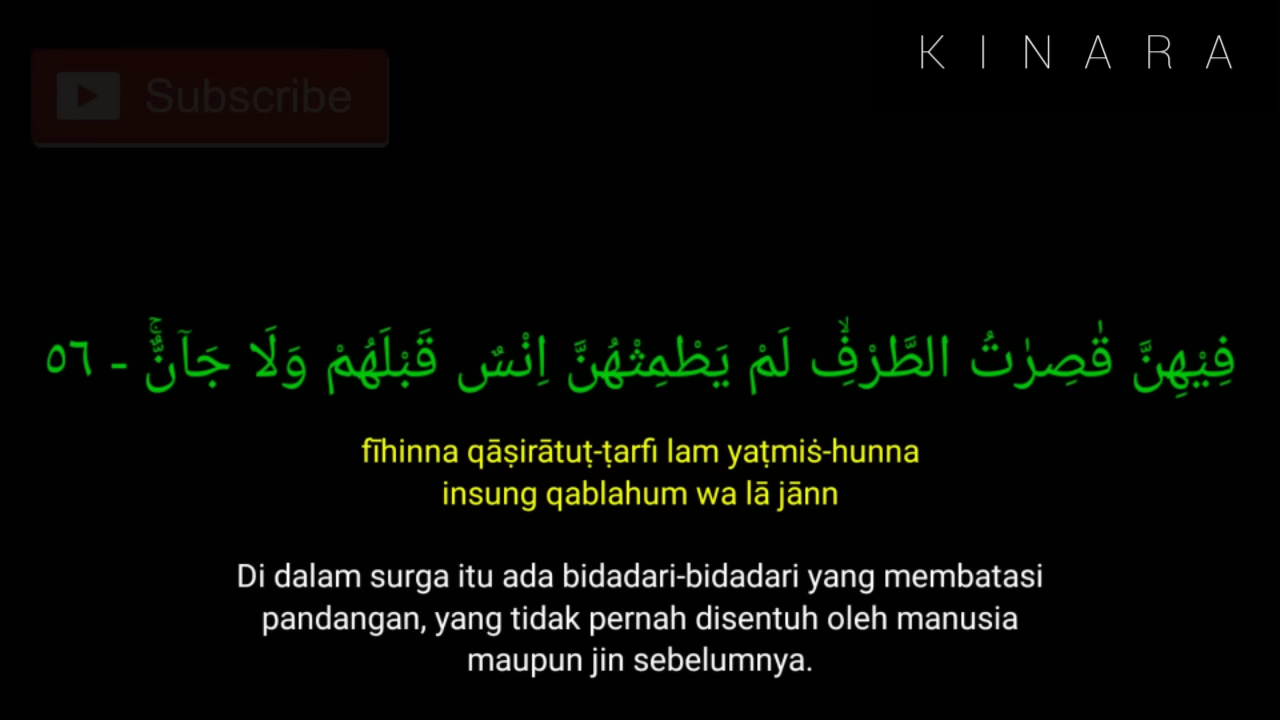 KINARA
Subscribe
فِيْهِنَّ قٰصِرٰتُ الطَّرْفِۙ لَمْ يَطْمِثْهُنَّ اِنْسٌ قَبْلَهُمْ وَلَا جَاۤنٌّۚ - ٥٦
fīhinna qāṣirātuṭ-ṭarfi lam yaṭmiṡ-hunna
insung qablahum wa lā jānn
Di dalam surga itu ada bidadari-bidadari yang membatasi
pandangan, yang tidak pernah disentuh oleh manusia
maupun jin sebelumnya.